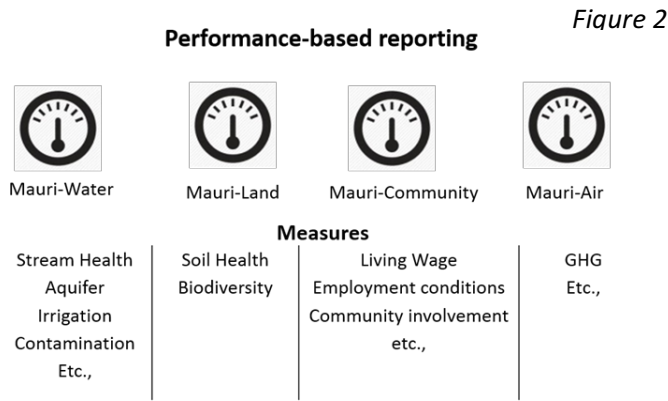 Figure 2
Performance-based reporting
Mauri-Water
Mauri-Land
Mauri-Community
Mauri-Air
Measures
Stream Health
Aquifer
Irrigation
Contamination
Etc.,
Soil Health
Biodiversity
Living Wage
Employment conditions
Community involvement
etc.,
GHG
Etc.,